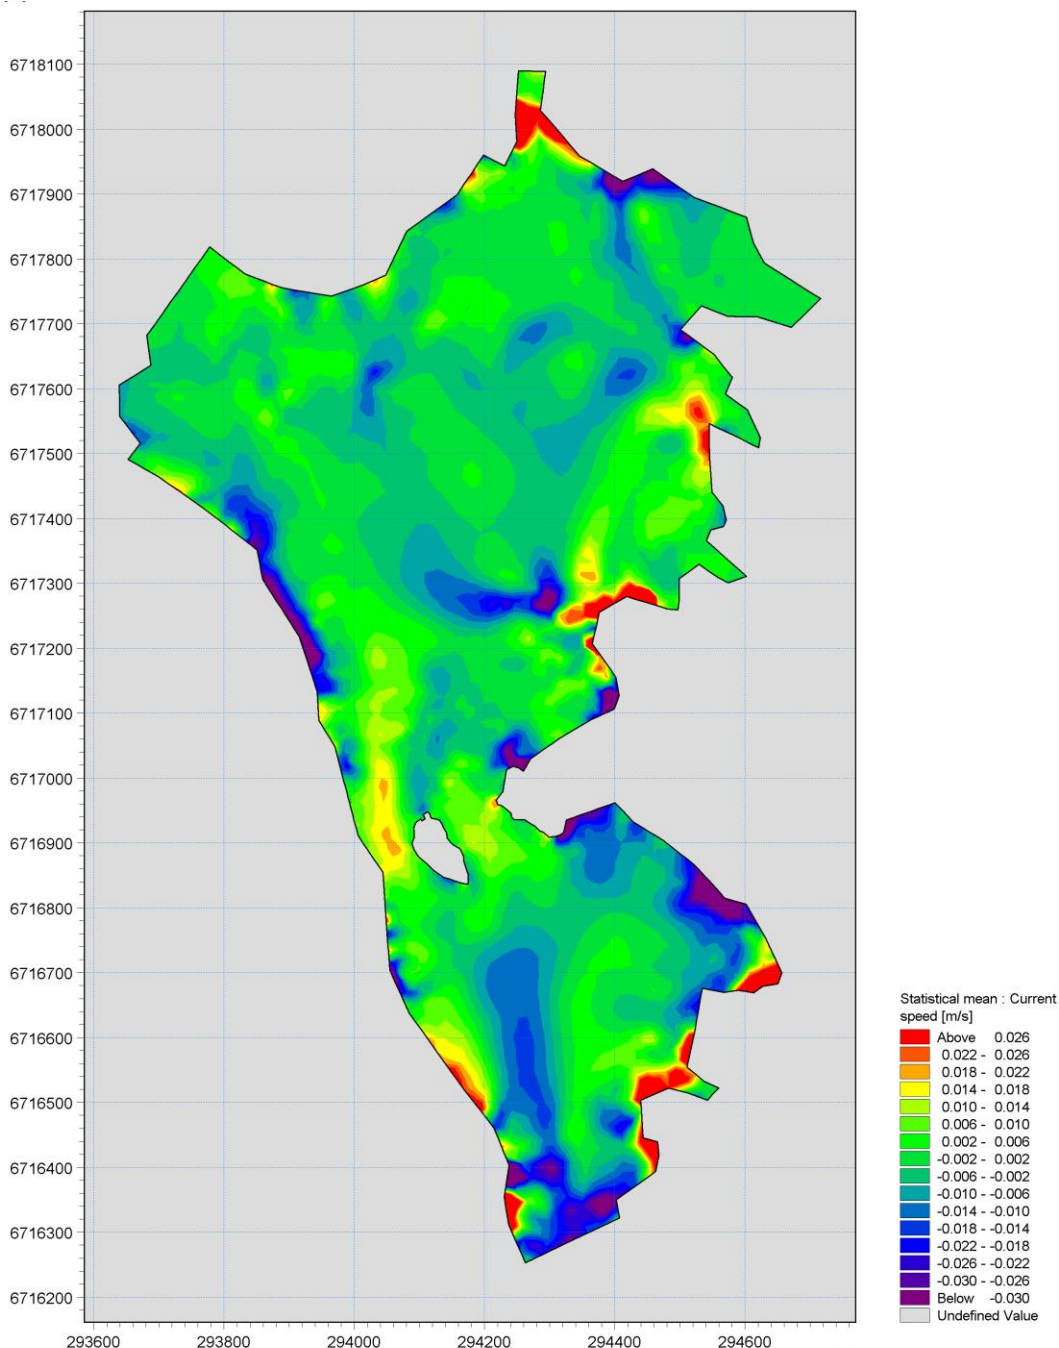 6718100
6718000
6717900
6717800
6717700
6717600
6717500
6717400
6717300
6717200
6717100
6717000
6716900
6716800
6716700
6716600
6716500
6716400
6716300
6716200
293600 293800 294000 294200 294400 294600
Statistical mean : Current
speed [m/s]
Above 0.026
0.022 - 0.026
0.018 - 0.022
0.014 - 0.018
0.010 - 0.014
0.006 - 0.010
0.002 - 0.006
-0.002 - 0.002
-0.006 - -0.002
-0.010 - -0.006
-0.014 - -0.010
-0.018 - -0.014
-0.022 - -0.018
-0.026 - -0.022
-0.030 - -0.026
Below -0.030
Undefined Value